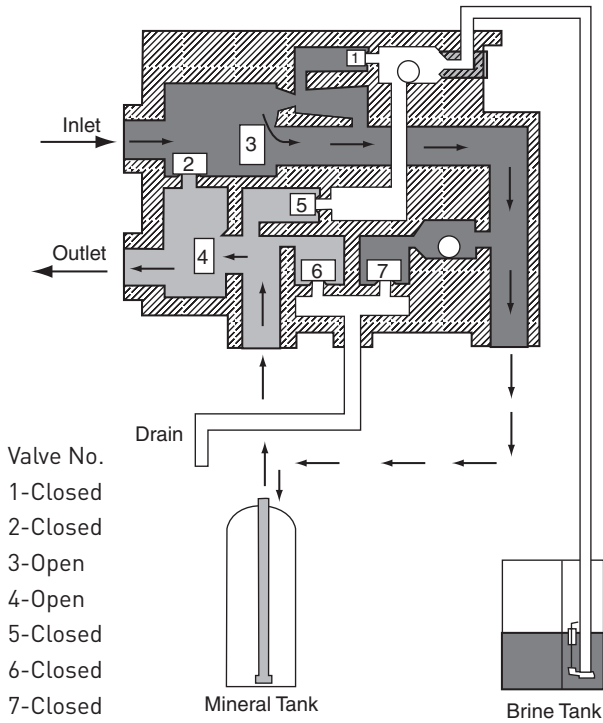 1
Inlet
3
2
5
Outlet
4
6
7
Drain
Valve No.
1-Closed
2-Closed
3-Open
4-Open
5-Closed
6-Closed
7-Closed
Mineral Tank
Brine Tank